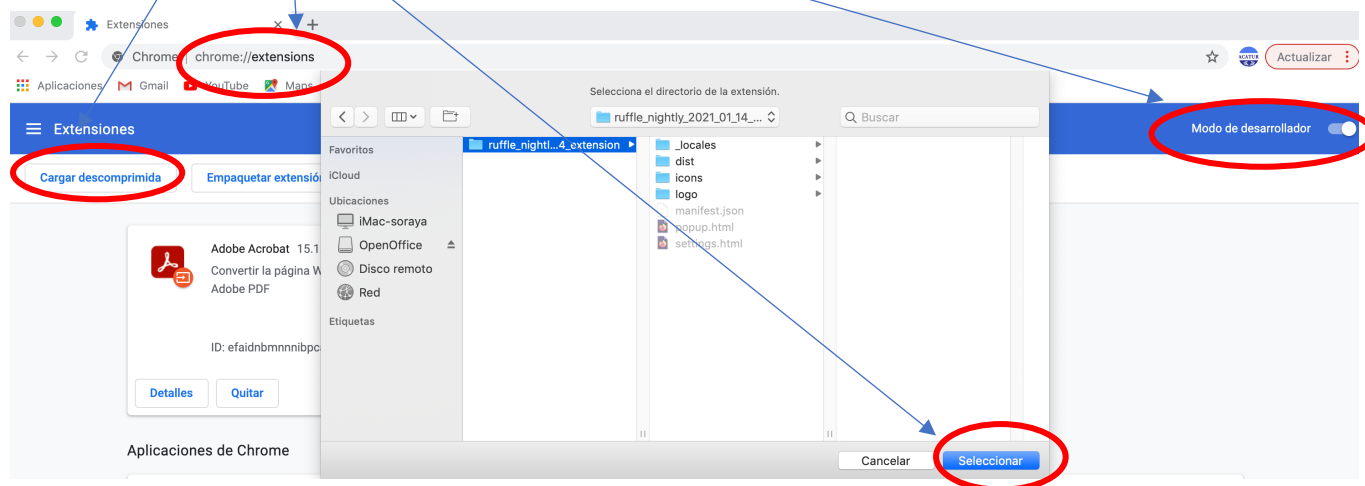 Extensiones
Chrome
chrome://extensions
Actualizar
Aplicaciones
Gmail
YouTube
Maps
Selecciona el directorio de la extensión.
ruffle_nightly_2021_01_14_...
Buscar
Extensiones
Modo de desarrollador
Cargar descomprimida
Empaquetar extensión
Favoritos
iCloud
Ubicaciones
iMac-soraya
OpenOffice
Disco remoto
Red
Etiquetas
ruffle_nightl...4_extension
_locales
dist
icons
logo
manifest.json
popup.html
settings.html
Adobe Acrobat 15.1
Convertir la página W
Adobe PDF
ID: efaidnbmnnnibpc
Detalles
Quitar
Aplicaciones de Chrome
Cancelar
Seleccionar